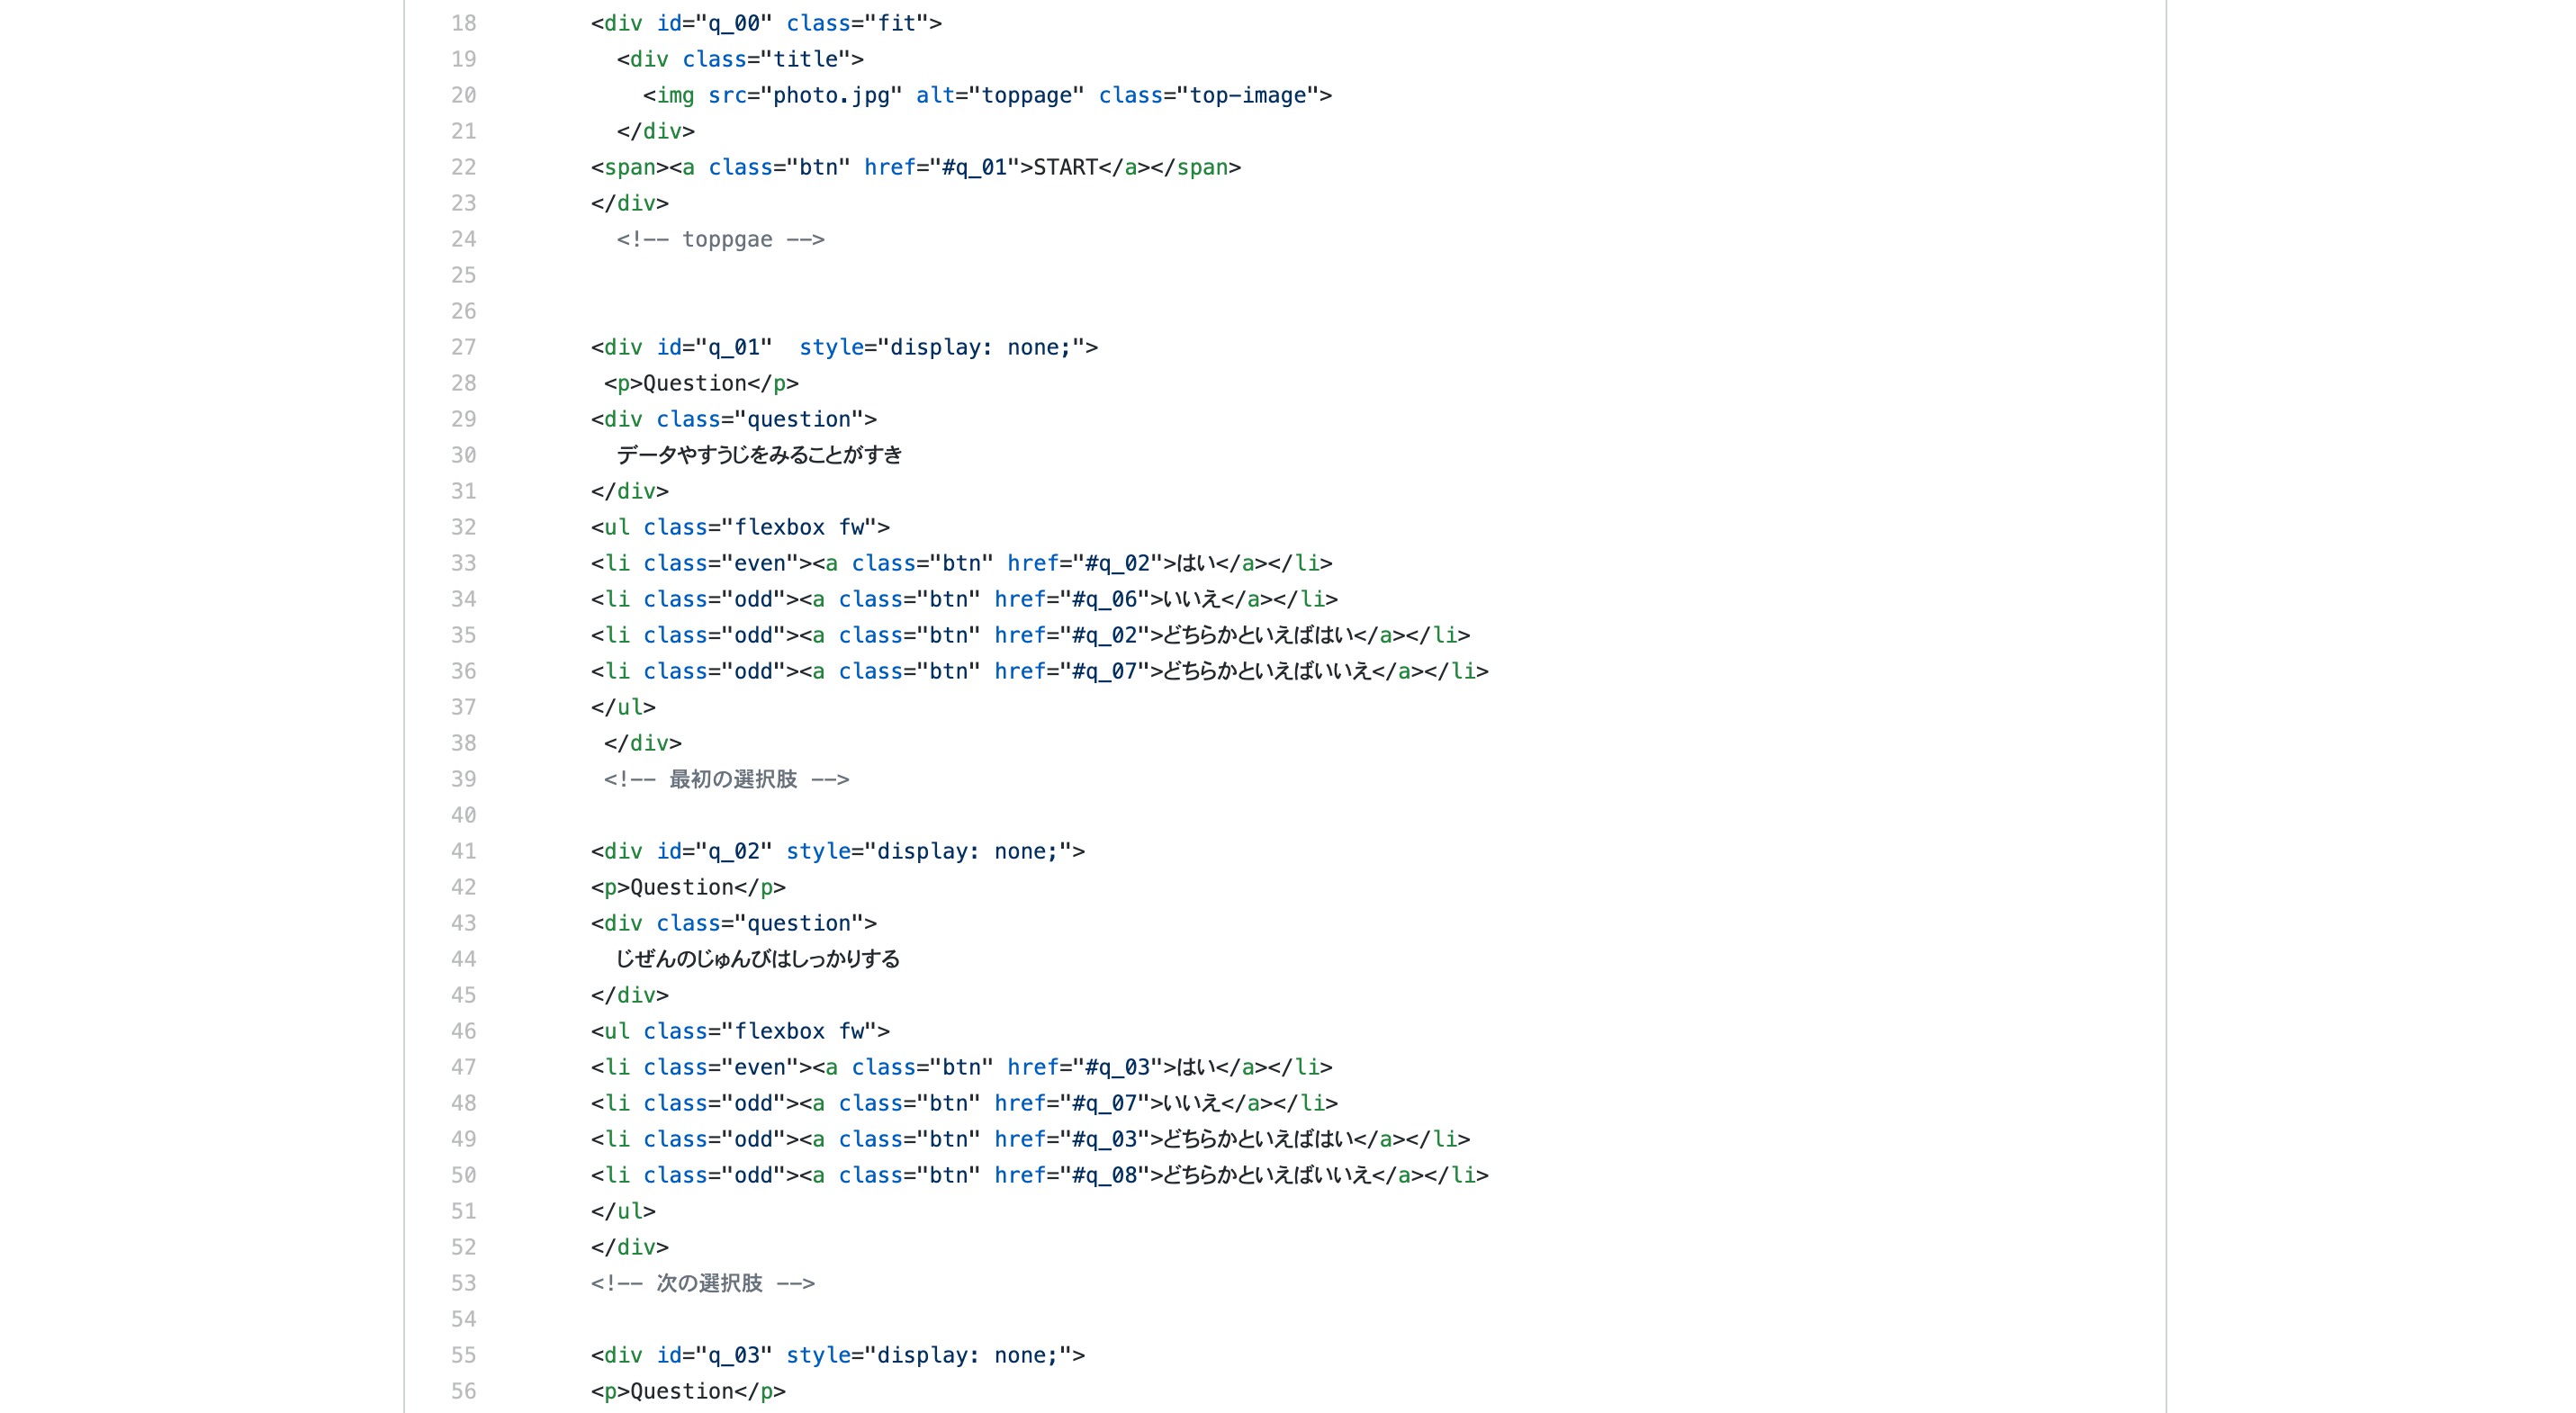 18 <div id="q_00" class="fit">
19 <div class="title">
20 <img src="photo.jpg" alt="toppage" class="top-image">
21 </div>
22 <span><a class="btn" href="#q_01">START</a></span>
23 </div>
24 <!-- toppgae -->
25
26
27 <div id="q_01"  style="display: none;">
28 <p>Question</p>
29 <div class="question">
30 データやすうじをみることがすき
31 </div>
32 <ul class="flexbox fw">
33 <li class="even"><a class="btn" href="#q_02">はい</a></li>
34 <li class="odd"><a class="btn" href="#q_06">いいえ</a></li>
35 <li class="odd"><a class="btn" href="#q_02">どちらかといえばはい</a></li>
36 <li class="odd"><a class="btn" href="#q_07">どちらかといえばいいえ</a></li>
37 </ul>
38 </div>
39 <!-- 最初の選択肢 -->
40
41 <div id="q_02" style="display: none;">
42 <p>Question</p>
43 <div class="question">
44 じぜんのじゅんびはしっかりする
45 </div>
46 <ul class="flexbox fw">
47 <li class="even"><a class="btn" href="#q_03">はい</a></li>
48 <li class="odd"><a class="btn" href="#q_07">いいえ</a></li>
49 <li class="odd"><a class="btn" href="#q_03">どちらかといえばはい</a></li>
50 <li class="odd"><a class="btn" href="#q_08">どちらかといえばいいえ</a></li>
51 </ul>
52 </div>
53 <!-- 次の選択肢 -->
54
55 <div id="q_03" style="display: none;">
56 <p>Question</p>